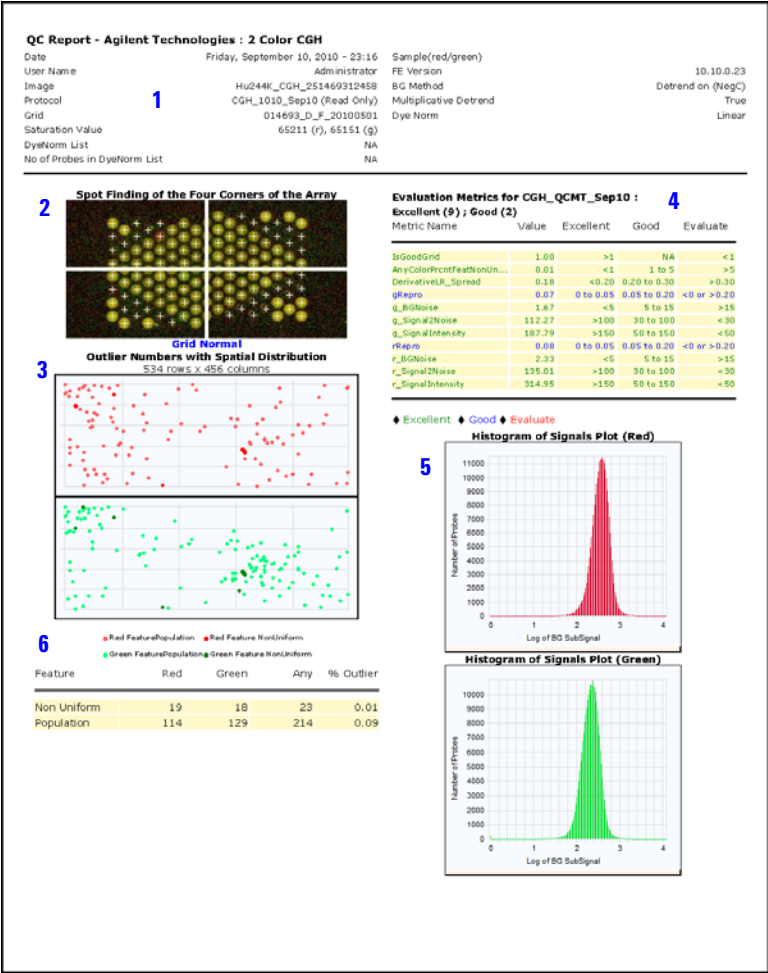 QC Report - Agilent Technologies : 2 Color CGH
Date Friday, September 10, 2010 - 23:16 Sample(red/green)
User Name Administrator FE Version 10.10.0.23
Image Hu244K_CGH_251469312458 BG Method Detrend on (NegC)
Protocol CGH_1010_Sep10 (Read Only) Multiplicative Detrend True
Grid 014693_D_F_20100501 Dye Norm Linear
Saturation Value 65211 (r), 65151 (g)
DyeNorm List NA
No of Probes in DyeNorm List NA
1
2
Spot Finding of the Four Corners of the Array
Grid Normal
3
Outlier Numbers with Spatial Distribution
534 rows x 456 columns
Red FeaturePopulation Red Feature NonUniform
Green FeaturePopulation Green Feature NonUniform
6
Feature Red Green Any % Outlier
Non Uniform 19 18 23 0.01
Population 114 129 214 0.09
4
Evaluation Metrics for CGH_QCMT_Sep10 :
Excellent (9) ; Good (2)
Metric Name Value Excellent Good Evaluate
IsGoodGrid 1.00 >1 NA <1
AnyColorPrcntFeatNonUn... 0.01 <1 1 to 5 >5
DerivativeLR_Spread 0.18 <0.20 0.20 to 0.30 >0.30
gRepro 0.07 0 to 0.05 0.05 to 0.20 <0 or >0.20
g_BGNoise 1.67 <5 5 to 15 >15
g_Signal2Noise 112.27 >100 30 to 100 <30
g_SignalIntensity 187.79 >150 50 to 150 <50
rRepro 0.08 0 to 0.05 0.05 to 0.20 <0 or >0.20
r_BGNoise 2.33 <5 5 to 15 >15
r_Signal2Noise 135.01 >100 30 to 100 <30
r_SignalIntensity 314.95 >150 50 to 150 <50
Excellent Good Evaluate
5
Histogram of Signals Plot (Red)
Number of Probes
11000
10000
9000
8000
7000
6000
5000
4000
3000
2000
1000
0
0 1 2 3 4
Log of BG SubSignal
Histogram of Signals Plot (Green)
Number of Probes
10000
9000
8000
7000
6000
5000
4000
3000
2000
1000
0
0 1 2 3 4
Log of BG SubSignal